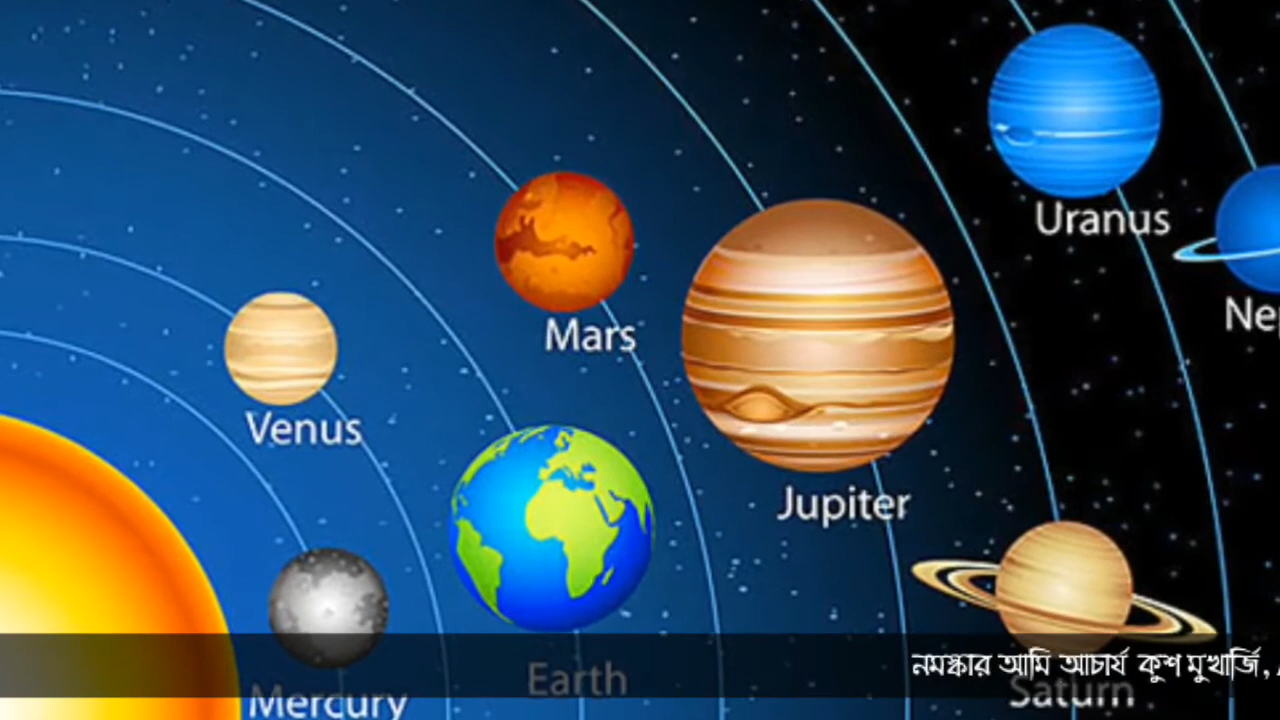 Uranus
Mars
Venus
Jupiter
Earth
Saturn
Mercury
নমস্কার আমি আচার্য কুশ মুখার্জি,